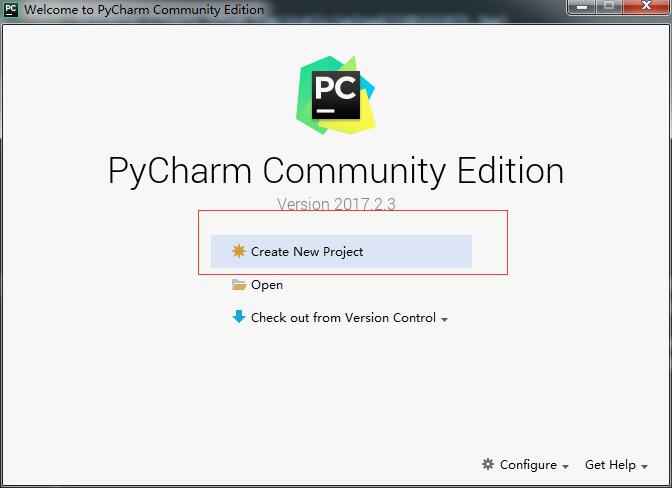 Welcome to PyCharm Community Edition
PC
PyCharm Community Edition
Version 2017.2.3
Create New Project
Open
Check out from Version Control
Configure
Get Help